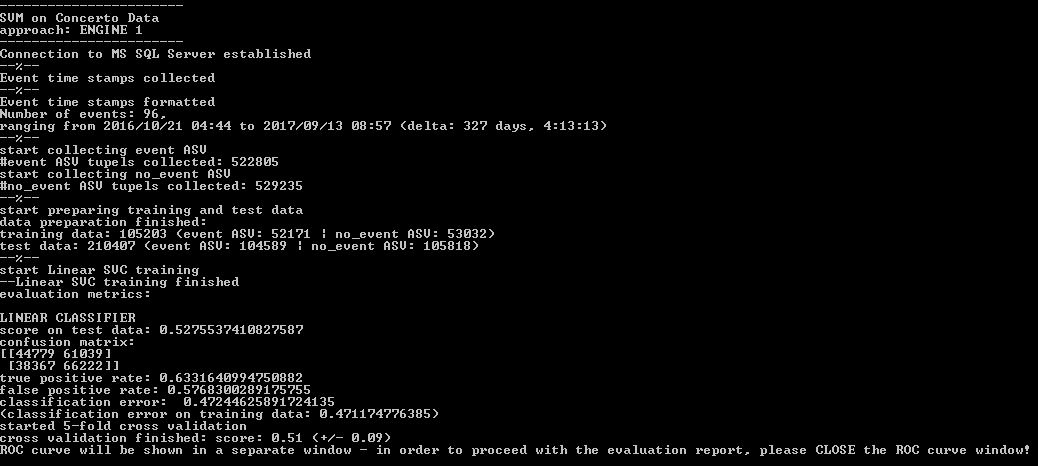 -----------------------
SVM on Concerto Data
approach: ENGINE 1
-----------------------
Connection to MS SQL Server established
--%--
Event time stamps collected
--%--
Event time stamps formatted
Number of events: 96,
ranging from 2016/10/21 04:44 to 2017/09/13 08:57 (delta: 327 days, 4:13:13)
--%--
start collecting event ASV
#event ASV tupels collected: 522805
start collecting no_event ASV
#no_event ASV tupels collected: 529235
--%--
start preparing training and test data
data preparation finished:
training data: 105203 (event ASV: 52171 | no_event ASV: 53032)
test data: 210407 (event ASV: 104589 | no_event ASV: 105818)
--%--
start Linear SVC training
--Linear SVC training finished
evaluation metrics:
LINEAR CLASSIFIER
score on test data: 0.5275537410827587
confusion matrix:
[[44779 61039]
[38367 66222]]
true positive rate: 0.6331640994750882
false positive rate: 0.5768300289175755
classification error:  0.47244625891724135
(classification error on training data: 0.471174776385)
started 5-fold cross validation
cross validation finished: score: 0.51 (+/- 0.09)
ROC curve will be shown in a separate window - in order to proceed with the evaluation report, please CLOSE the ROC curve window!